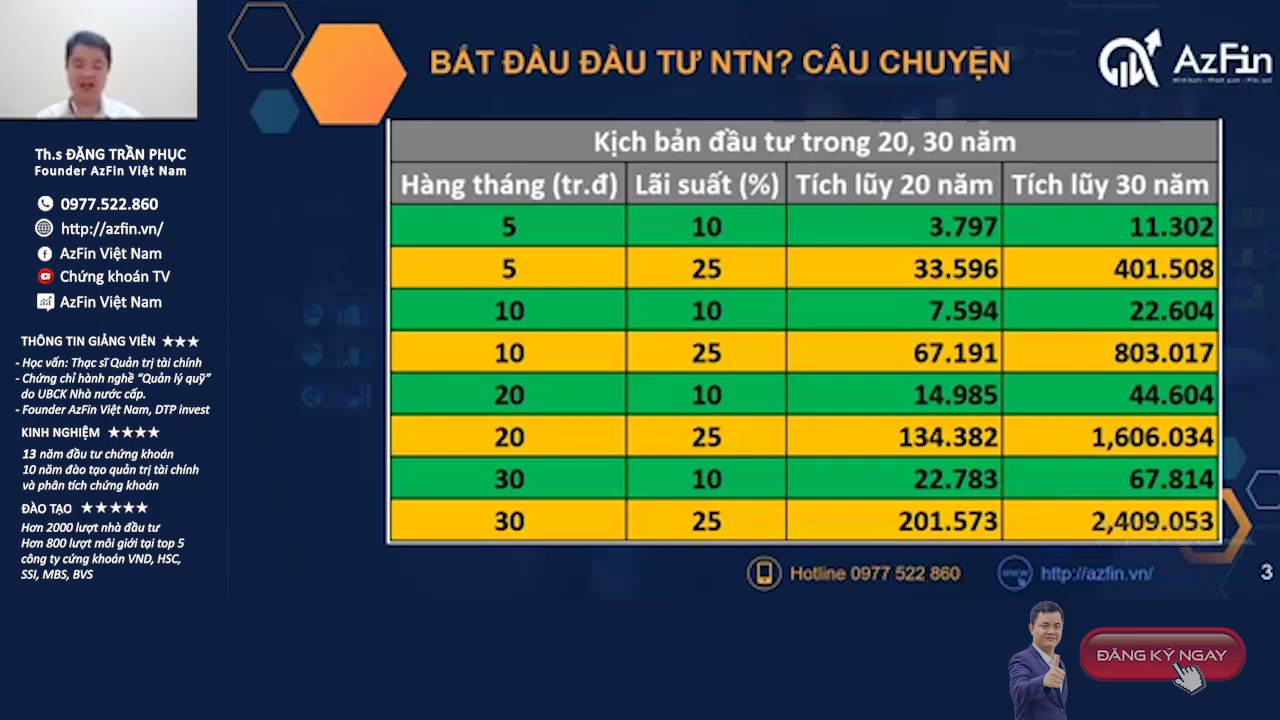 BẮT ĐẦU ĐẦU TƯ NTN? CÂU CHUYỆN
AzFin
Th.s ĐẶNG TRẦN PHỤC
Founder AzFin Việt Nam
0977.522.860
http://azfin.vn/
AzFin Việt Nam
Chứng khoán TV
AzFin Việt Nam
THÔNG TIN GIẢNG VIÊN ★★★
- Học vấn: Thạc sĩ Quản trị tài chính
- Chứng chỉ hành nghề “Quản lý quỹ”
do UBCK Nhà nước cấp.
- Founder AzFin Việt Nam, DTP invest
KINH NGHIỆM ★★★★
13 năm đầu tư chứng khoán
10 năm đào tạo quản trị tài chính
và phân tích chứng khoán
ĐÀO TẠO ★★★★★
Hơn 2000 lượt nhà đầu tư
Hơn 800 lượt môi giới tại top 5
công ty cứng khoán VND, HSC,
SSI, MBS, BVS
Kịch bản đầu tư trong 20, 30 năm
Hàng tháng (tr.đ) Lãi suất (%) Tích lũy 20 năm Tích lũy 30 năm
5 10 3.797 11.302
5 25 33.596 401.508
10 10 7.594 22.604
10 25 67.191 803.017
20 10 14.985 44.604
20 25 134.382 1,606.034
30 10 22.783 67.814
30 25 201.573 2,409.053
Hotline 0977 522 860
www
http://azfin.vn/
3
ĐĂNG KÝ NGAY